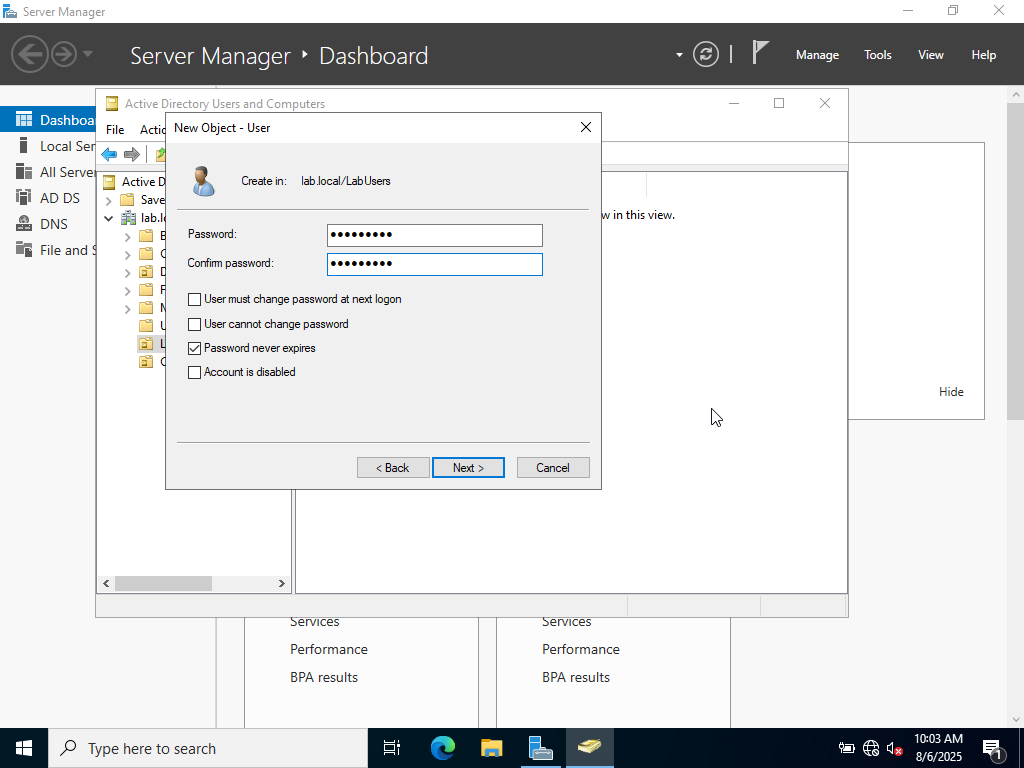 Server Manager
Server Manager • Dashboard
Manage Tools View Help
Dashboa
Local Ser
All Server
AD DS
DNS
File and S
Active Directory Users and Computers
File Actio
Active D
Save
lab.l
w in this view.
New Object - User
Create in: lab.local/LabUsers
Password:
Confirm password:
User must change password at next logon
User cannot change password
Password never expires
Account is disabled
< Back Next > Cancel
Hide
Services Services
Performance Performance
BPA results BPA results
Type here to search
10:03 AM
8/6/2025
1